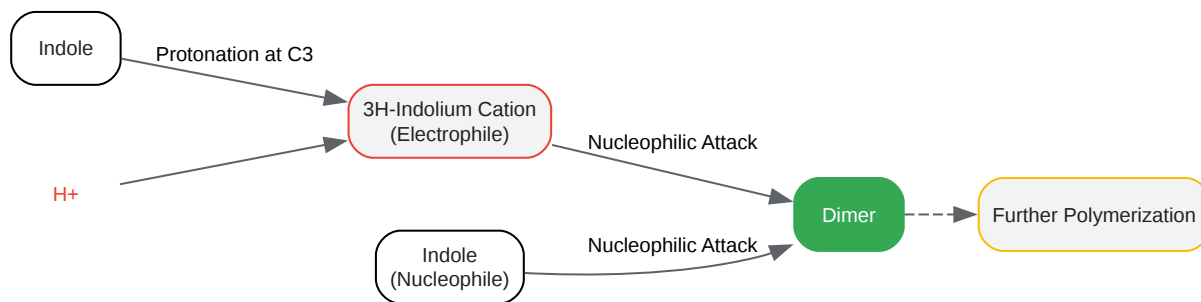 Indole
Protonation at C3
3H-Indolium Cation
(Electrophile)
Nucleophilic Attack
H+
Dimer
Further Polymerization
Indole
(Nucleophile)
Nucleophilic Attack